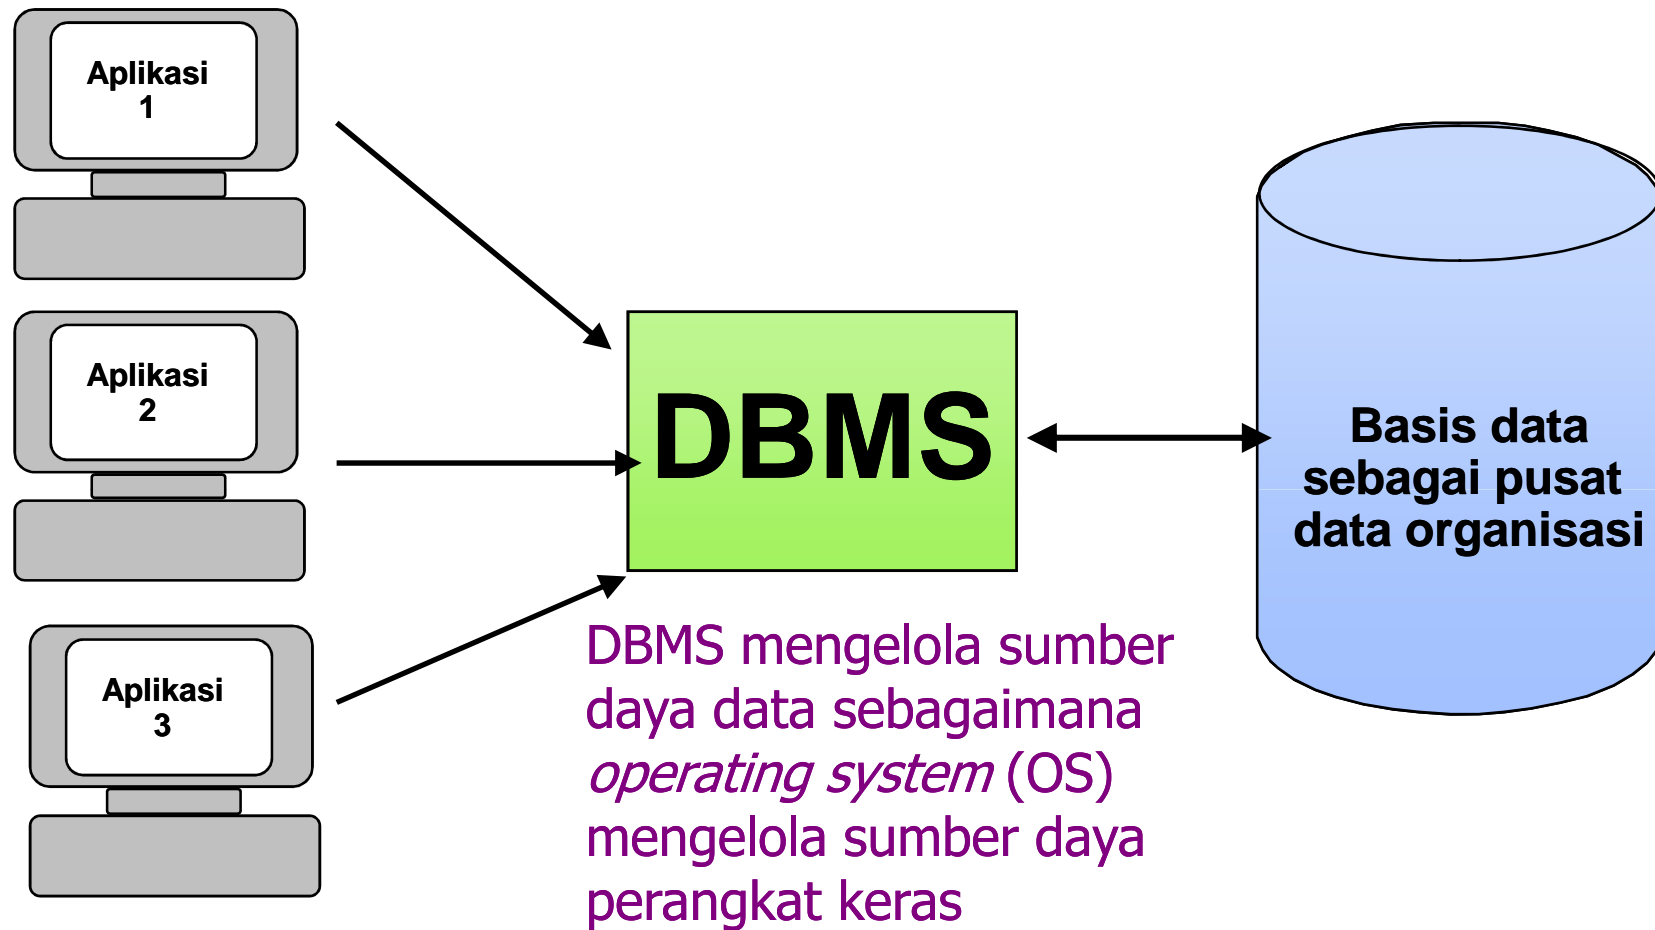 Aplikasi
1
Aplikasi
2
Aplikasi
3
DBMS
Basis data
sebagai pusat
data organisasi
DBMS mengelola sumber
daya data sebagaimana
operating system (OS)
mengelola sumber daya
perangkat keras